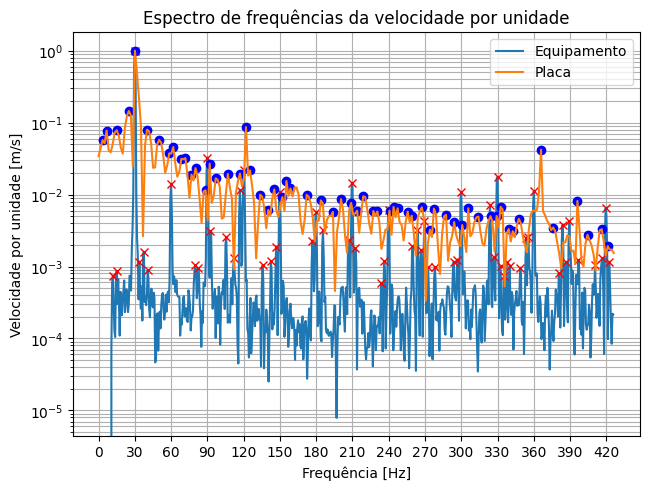 Espectro de frequências da velocidade por unidade
Equipamento
Placa
Velocidade por unidade [m/s]
10⁰
10⁻¹
10⁻²
10⁻³
10⁻⁴
10⁻⁵
0 30 60 90 120 150 180 210 240 270 300 330 360 390 420
Frequência [Hz]